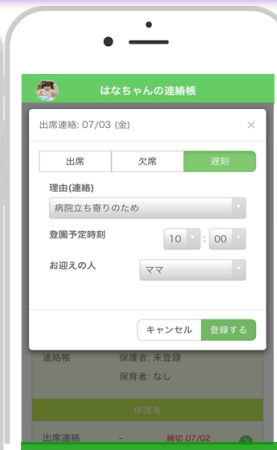 はなちゃんの連絡帳
出席連絡: 07/03 (金) ×
出席 欠席 遅刻
理由(連絡)
病院立ち寄りのため
登園予定時刻
10 : 00
お迎えの人
ママ
キャンセル 登録する
連絡帳 保護者: 未登録
保育者: なし
保護者
出席連絡 - 締切 07/02